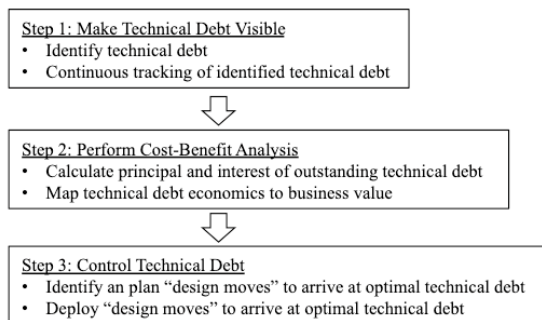 Step 1: Make Technical Debt Visible
• Identify technical debt
• Continuous tracking of identified technical debt
Step 2: Perform Cost-Benefit Analysis
• Calculate principal and interest of outstanding technical debt
• Map technical debt economics to business value
Step 3: Control Technical Debt
• Identify an plan “design moves” to arrive at optimal technical debt
• Deploy “design moves” to arrive at optimal technical debt